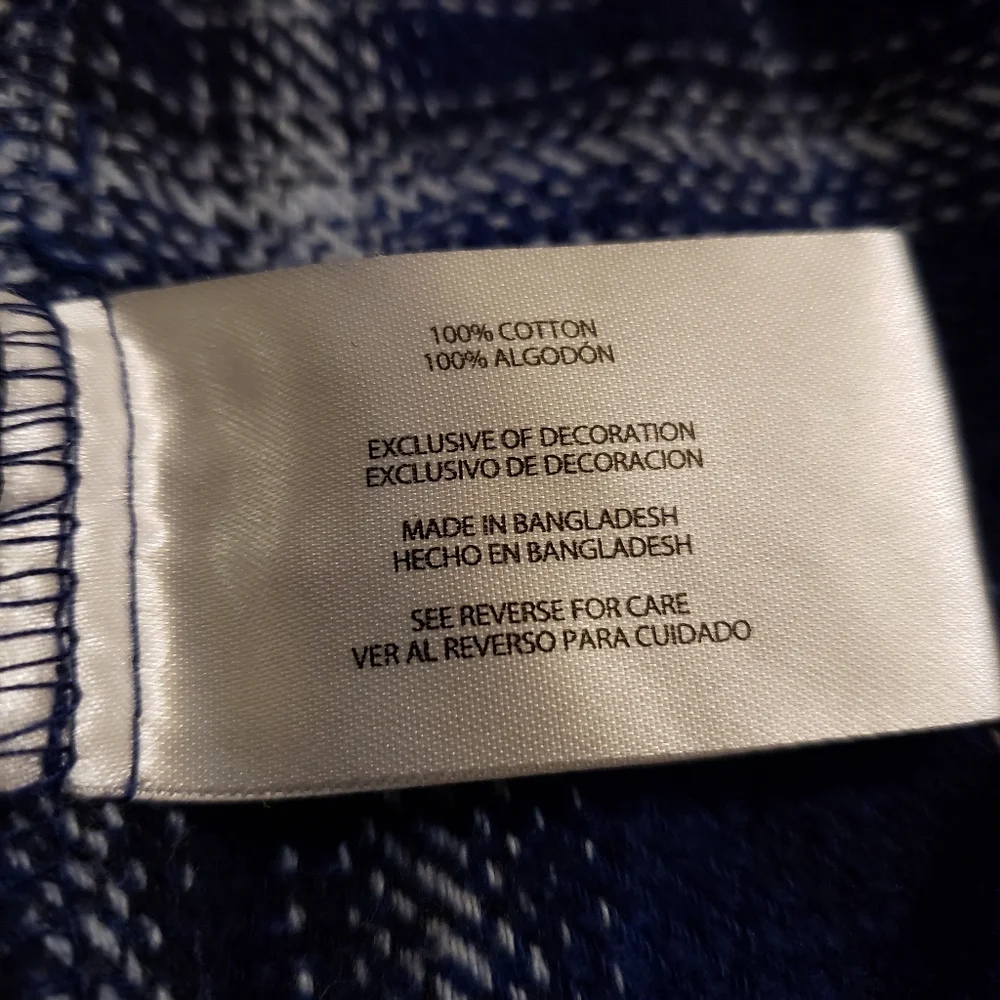 100% COTTON
100% ALGODÓN
EXCLUSIVE OF DECORATION
EXCLUSIVO DE DECORACION
MADE IN BANGLADESH
HECHO EN BANGLADESH
SEE REVERSE FOR CARE
VER AL REVERSO PARA CUIDADO